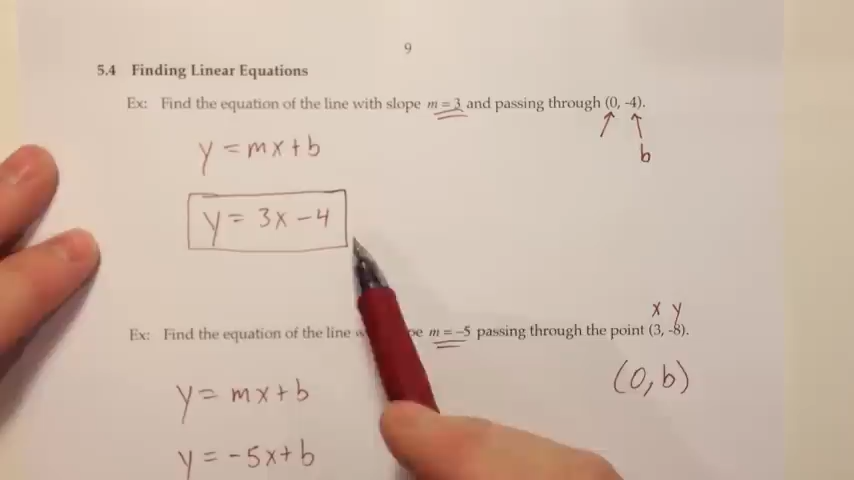 9
5.4 Finding Linear Equations
Ex: Find the equation of the line with slope m = 3 and passing through (0, -4).
b
y = mx + b
y = 3x - 4
x y
Ex: Find the equation of the line m = -5 passing through the point (3, -8).
(0, b)
y = mx + b
y = -5x + b